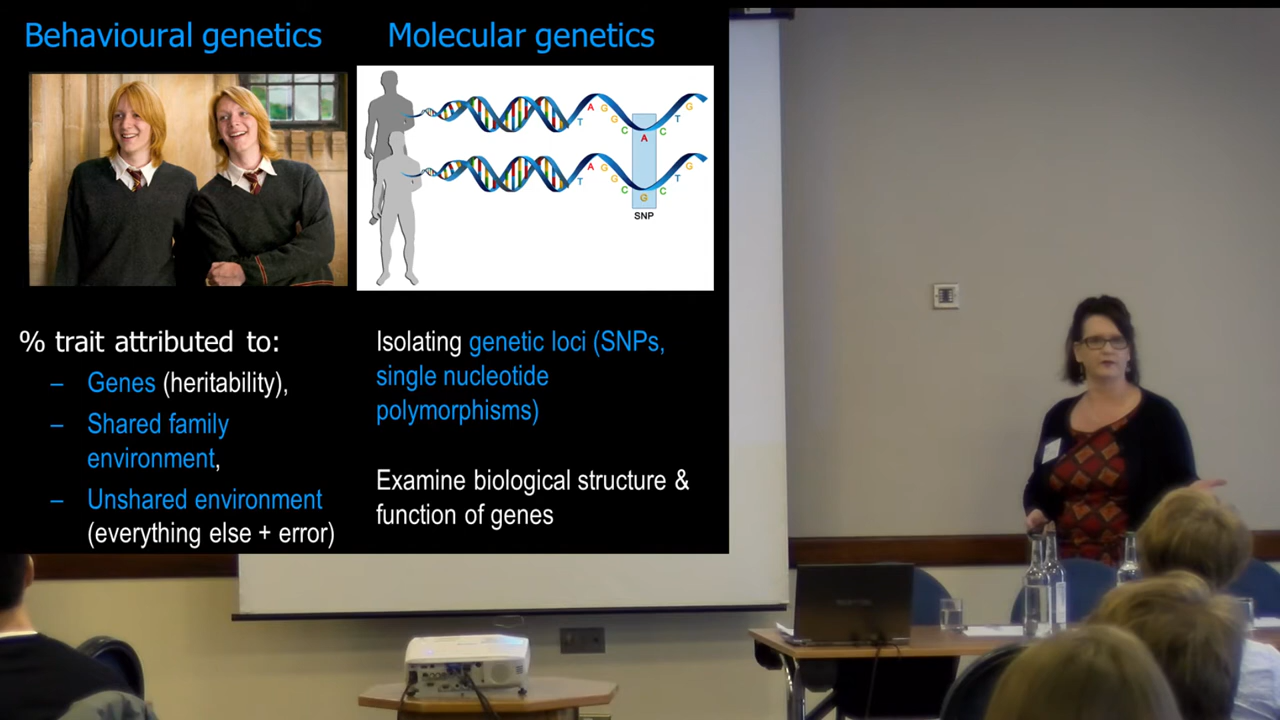 Behavioural genetics
Molecular genetics
A
G
T
G
C
A
C
T
G
A
G
T
G
C
G
C
T
G
SNP
% trait attributed to:
– Genes (heritability),
– Shared family
environment,
– Unshared environment
(everything else + error)
Isolating genetic loci (SNPs,
single nucleotide
polymorphisms)
Examine biological structure &
function of genes